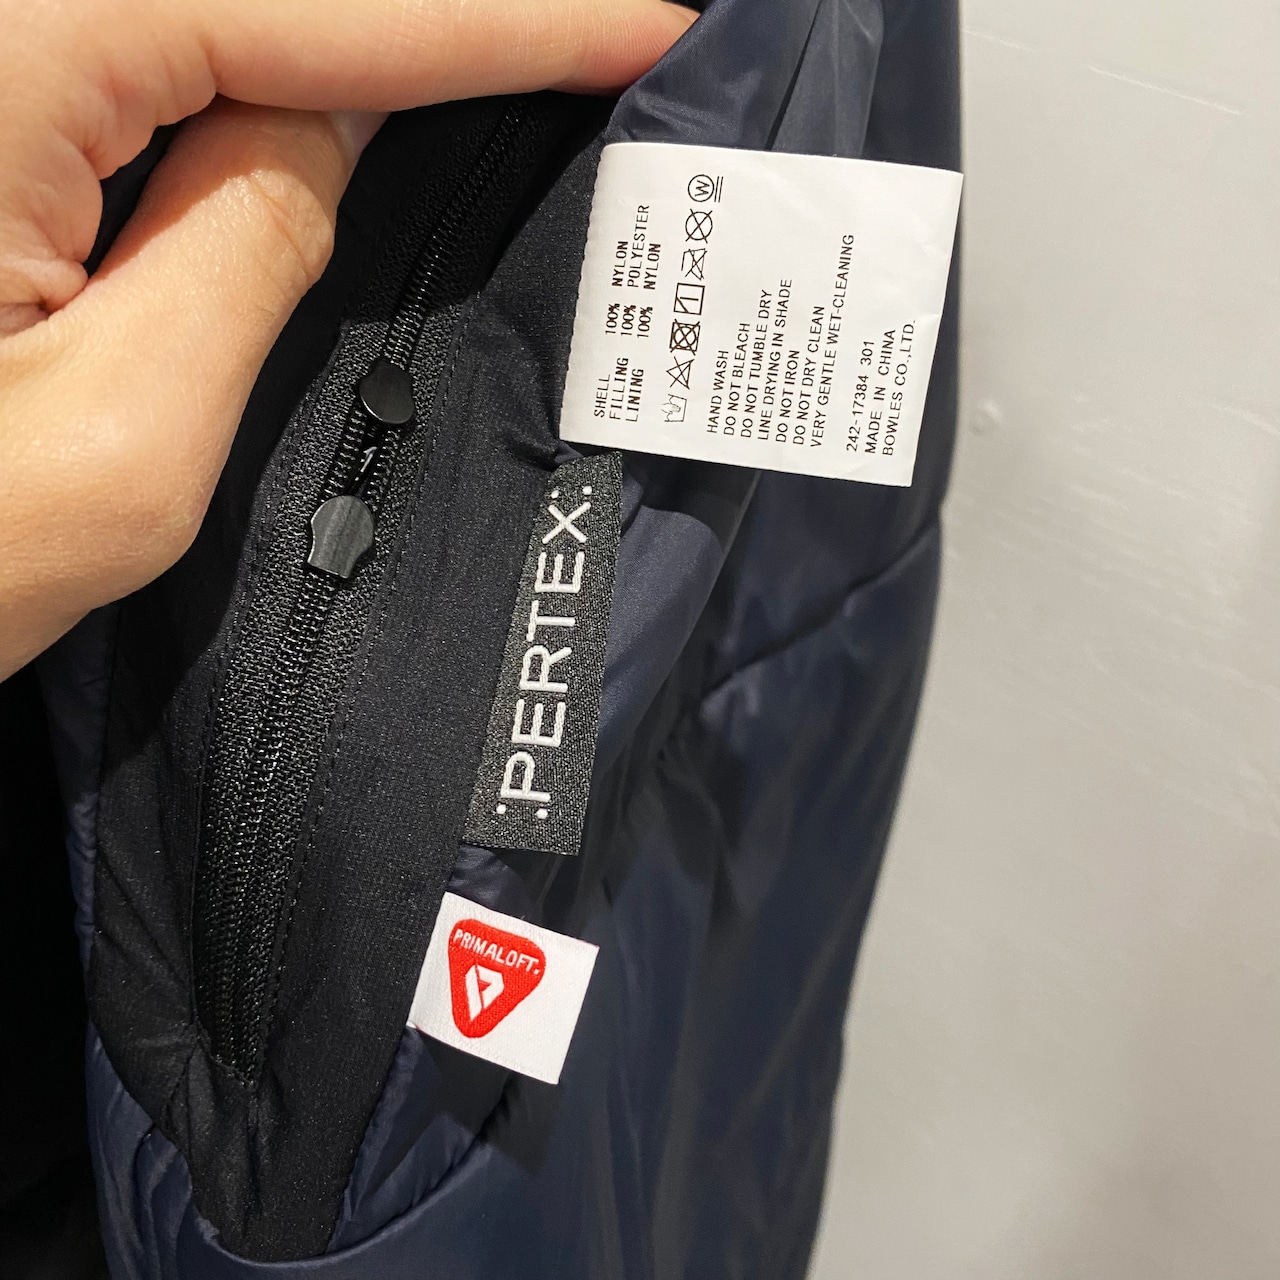 SHELL 100% NYLON
FILLING 100% POLYESTER
LINING 100% NYLON
W
HAND WASH
DO NOT BLEACH
DO NOT TUMBLE DRY
LINE DRYING IN SHADE
DO NOT IRON
DO NOT DRY CLEAN
VERY GENTLE WET-CLEANING
242-17384 301
MADE IN CHINA
BOWLES CO.,LTD.
:PERTEX:
PRIMALOFT.